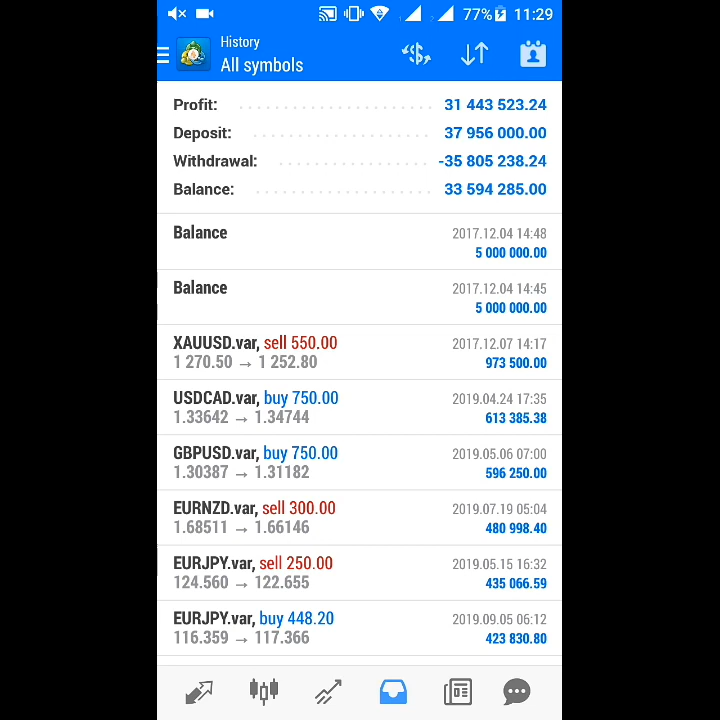 77% 11:29
History
All symbols
Profit: 31 443 523.24
Deposit: 37 956 000.00
Withdrawal: -35 805 238.24
Balance: 33 594 285.00
Balance 2017.12.04 14:48
5 000 000.00
Balance 2017.12.04 14:45
5 000 000.00
XAUUSD.var, sell 550.00 2017.12.07 14:17
1 270.50 → 1 252.80 973 500.00
USDCAD.var, buy 750.00 2019.04.24 17:35
1.33642 → 1.34744 613 385.38
GBPUSD.var, buy 750.00 2019.05.06 07:00
1.30387 → 1.31182 596 250.00
EURNZD.var, sell 300.00 2019.07.19 05:04
1.68511 → 1.66146 480 998.40
EURJPY.var, sell 250.00 2019.05.15 16:32
124.560 → 122.655 435 066.59
EURJPY.var, buy 448.20 2019.09.05 06:12
116.359 → 117.366 423 830.80